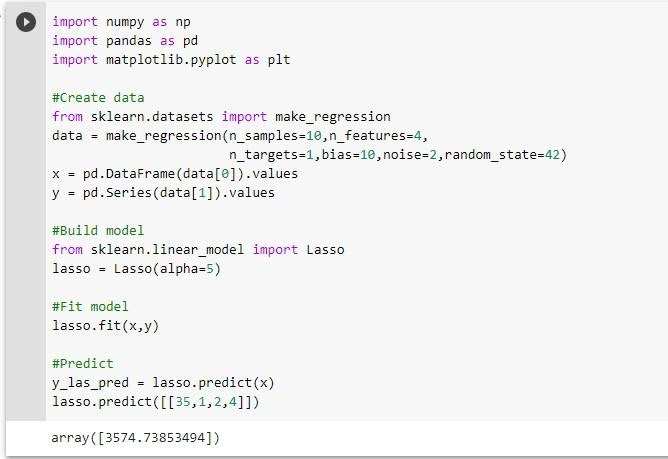 import numpy as np
import pandas as pd
import matplotlib.pyplot as plt
#Create data
from sklearn.datasets import make_regression
data = make_regression(n_samples=10,n_features=4,
n_targets=1,bias=10,noise=2,random_state=42)
x = pd.DataFrame(data[0]).values
y = pd.Series(data[1]).values
#Build model
from sklearn.linear_model import Lasso
lasso = Lasso(alpha=5)
#Fit model
lasso.fit(x,y)
#Predict
y_las_pred = lasso.predict(x)
lasso.predict([[35,1,2,4]])
array([3574.73853494])